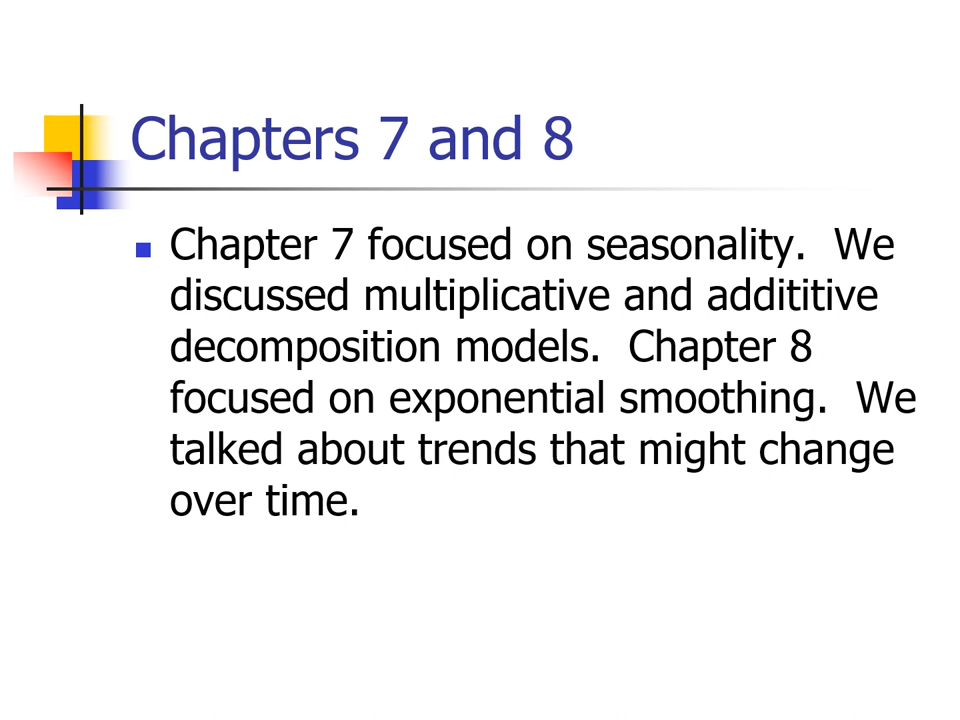 Chapters 7 and 8
Chapter 7 focused on seasonality.  We
discussed multiplicative and addititive
decomposition models.  Chapter 8
focused on exponential smoothing.  We
talked about trends that might change
over time.